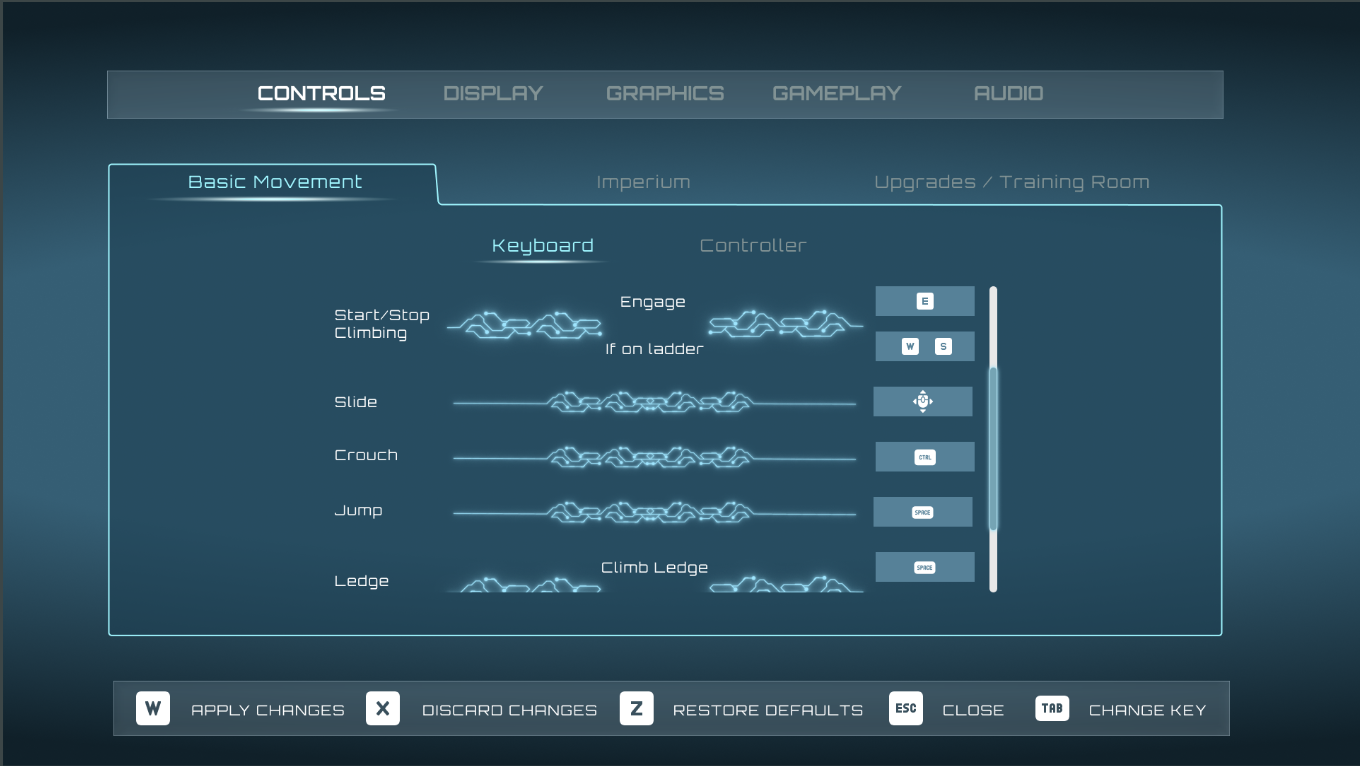 CONTROLS DISPLAY GRAPHICS GAMEPLAY AUDIO
Basic Movement Imperium Upgrades / Training Room
Keyboard Controller
Start/Stop
Climbing
Engage
E
If on ladder
W S
Slide
Crouch
CTRL
Jump
SPACE
Ledge
Climb Ledge
SPACE
W APPLY CHANGES X DISCARD CHANGES Z RESTORE DEFAULTS ESC CLOSE TAB CHANGE KEY